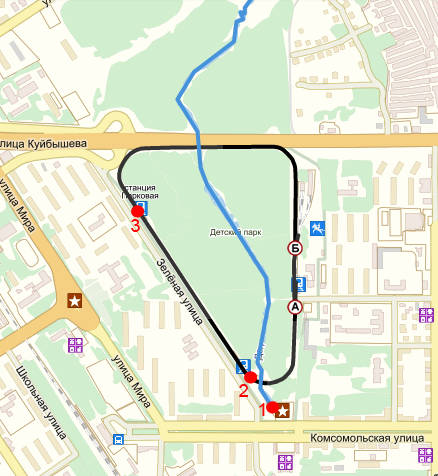 улица Куйбышева
станция
Парковая
3
улица Мира
Детский парк
Б
Зелёная улица
А
2
1
улица Мира
Школьная улица
Комсомольская улица